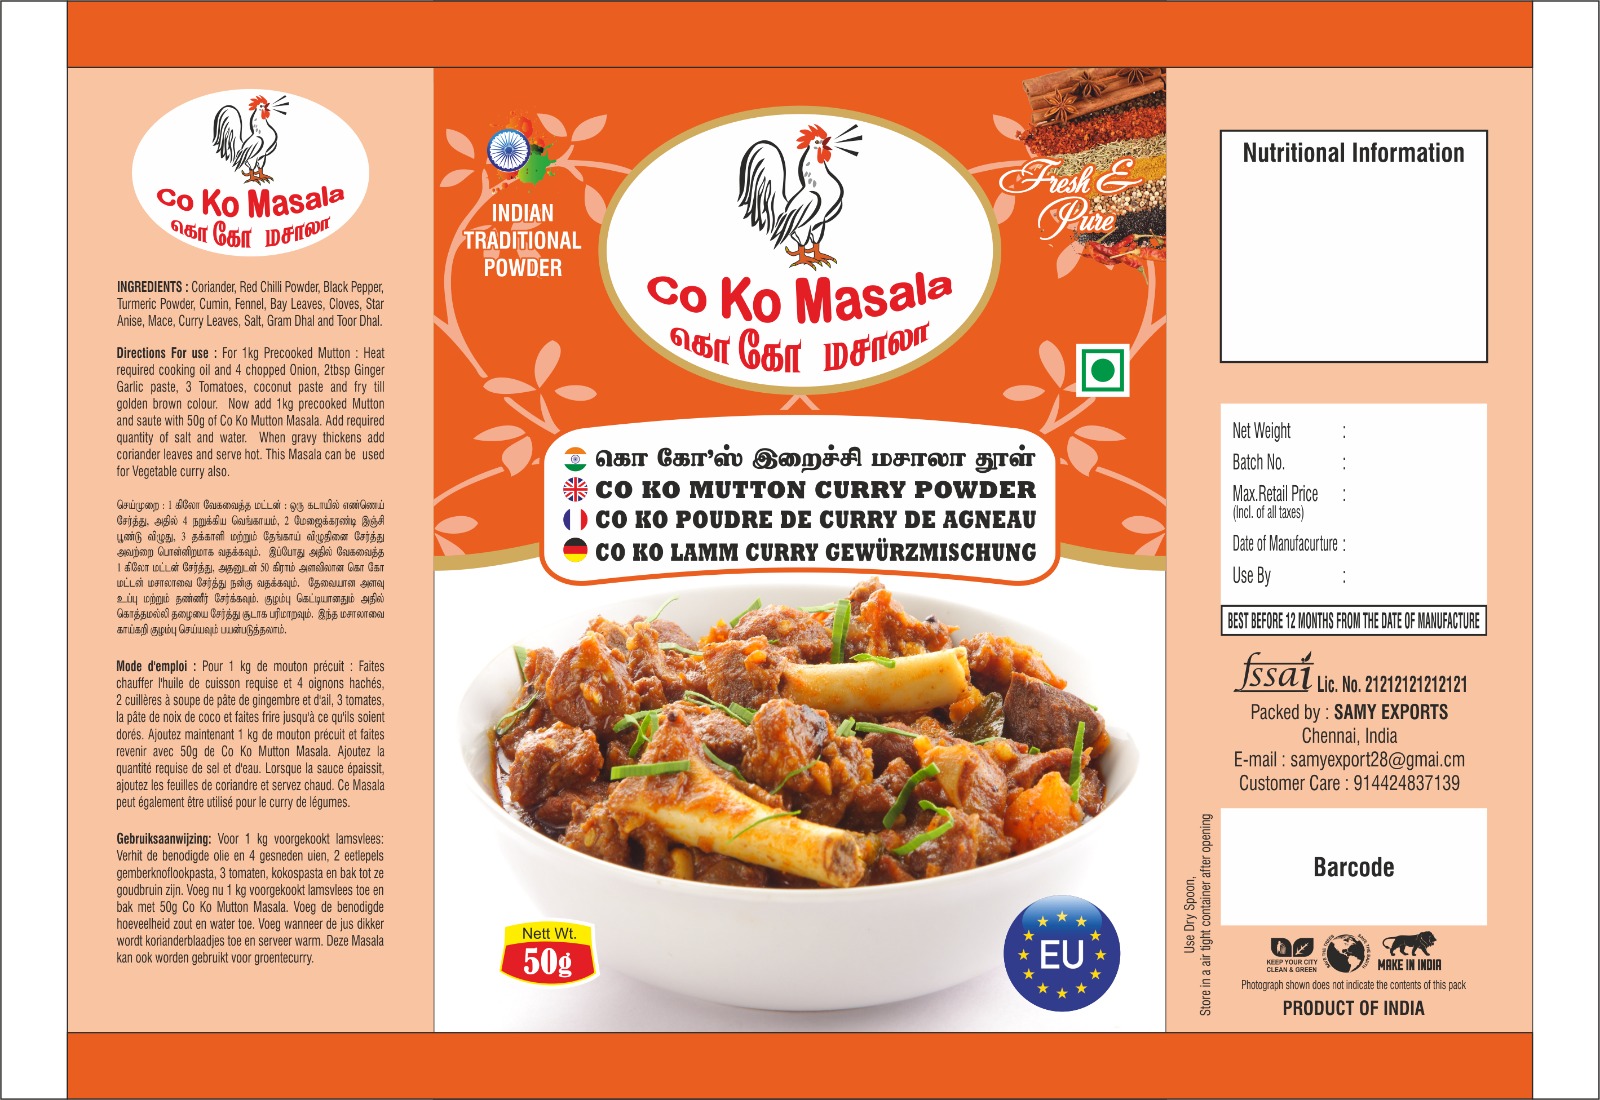 Co Ko Masala
கொ கோ மசாலா
INGREDIENTS : Coriander, Red Chilli Powder, Black Pepper,
Turmeric Powder, Cumin, Fennel, Bay Leaves, Cloves, Star
Anise, Mace, Curry Leaves, Salt, Gram Dhal and Toor Dhal.
Directions For use : For 1kg Precooked Mutton : Heat
required cooking oil and 4 chopped Onion, 2tbsp Ginger
Garlic paste, 3 Tomatoes, coconut paste and fry till
golden brown colour. Now add 1kg precooked Mutton
and saute with 50g of Co Ko Mutton Masala. Add required
quantity of salt and water. When gravy thickens add
coriander leaves and serve hot. This Masala can be used
for Vegetable curry also.
செய்முறை : 1 கிலோ வேகவைத்த மட்டன் : ஒரு கடாயில் எண்ணெய்
சேர்த்து, அதில் 4 நறுக்கிய வெங்காயம், 2 மேஜைக்கரண்டி இஞ்சி
பூண்டு விழுது, 3 தக்காளி மற்றும் தேங்காய் விழுதினை சேர்த்து
அவற்றை பொன்னிறமாக வதக்கவும். இப்போது அதில் வேகவைத்த
1 கிலோ மட்டன் சேர்த்து, அதனுடன் 50 கிராம் அளவிலான கொ கோ
மட்டன் மசாலாவை சேர்த்து நன்கு வதக்கவும். தேவையான அளவு
உப்பு மற்றும் தண்ணீர் சேர்க்கவும். குழம்பு கெட்டியானதும் அதில்
கொத்தமல்லி தழையை சேர்த்து சூடாக பரிமாறவும். இந்த மசாலாவை
காய்கறி குழம்பு செய்யவும் பயன்படுத்தலாம்.
Mode d'emploi : Pour 1 kg de mouton précuit : Faites
chauffer l'huile de cuisson requise et 4 oignons hachés,
2 cuillères à soupe de pâte de gingembre et d'ail, 3 tomates,
la pâte de noix de coco et faites frire jusqu'à ce qu'ils soient
dorés. Ajoutez maintenant 1 kg de mouton précuit et faites
revenir avec 50g de Co Ko Mutton Masala. Ajoutez la
quantité requise de sel et d'eau. Lorsque la sauce épaissit,
ajoutez les feuilles de coriandre et servez chaud. Ce Masala
peut également être utilisé pour le curry de légumes.
Gebruiksaanwijzing: Voor 1 kg voorgekookt lamsvlees:
Verhit de benodigde olie en 4 gesneden uien, 2 eetlepels
gemberknoflookpasta, 3 tomaten, kokospasta en bak tot ze
goudbruin zijn. Voeg nu 1 kg voorgekookt lamsvlees toe en
bak met 50g Co Ko Mutton Masala. Voeg de benodigde
hoeveelheid zout en water toe. Voeg wanneer de jus dikker
wordt korianderblaadjes toe en serveer warm. Deze Masala
kan ook worden gebruikt voor groentecurry.
INDIAN
TRADITIONAL
POWDER
Co Ko Masala
கொ கோ மசாலா
Fresh &
Pure
கொ கோ'ஸ் இறைச்சி மசாலா தூள்
CO KO MUTTON CURRY POWDER
CO KO POUDRE DE CURRY DE AGNEAU
CO KO LAMM CURRY GEWÜRZMISCHUNG
Nett Wt.
50g
EU
Nutritional Information
Net Weight :
Batch No. :
Max.Retail Price :
(Incl. of all taxes)
Date of Manufacurture :
Use By :
BEST BEFORE 12 MONTHS FROM THE DATE OF MANUFACTURE
fssai Lic. No. 21212121212121
Packed by : SAMY EXPORTS
Chennai, India
E-mail : samyexport28@gmai.cm
Customer Care : 914424837139
Use Dry Spoon,
Store in a air tight container after opening
Barcode
KEEP YOUR CITY
CLEAN & GREEN
MAKE IN INDIA
Photograph shown does not indicate the contents of this pack
PRODUCT OF INDIA